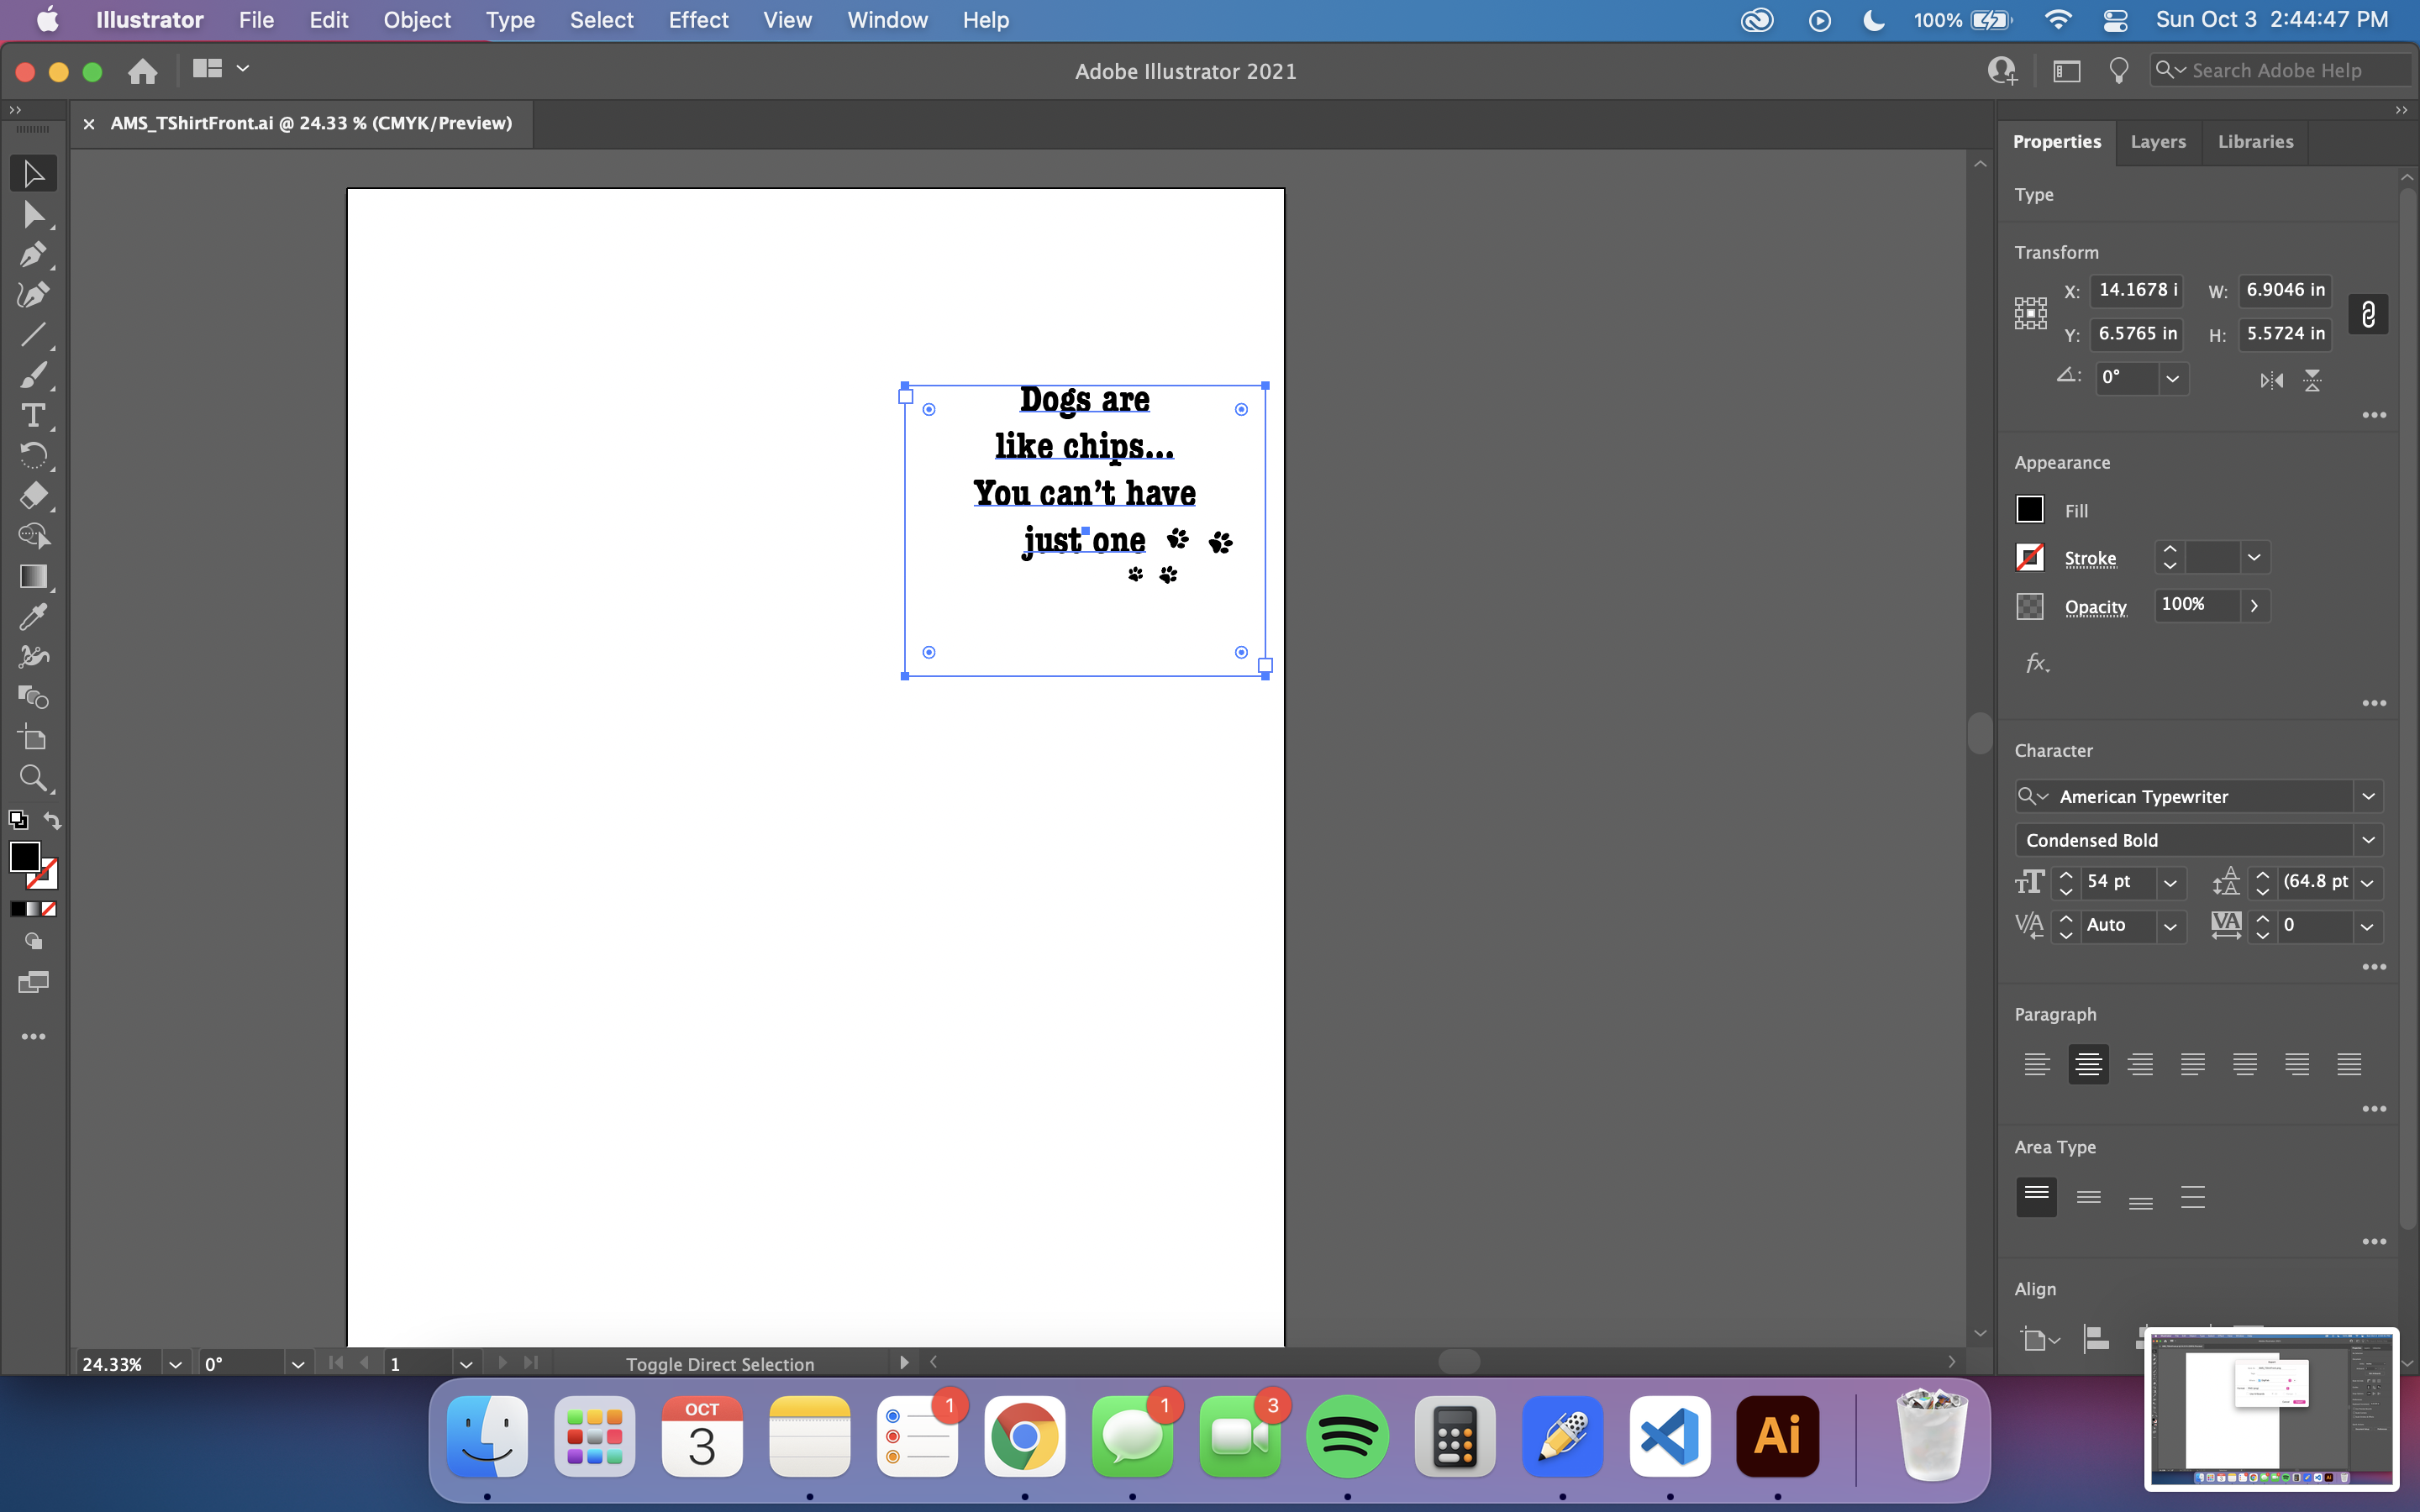 Illustrator File Edit Object Type Select Effect View Window Help 100% Sun Oct 3 2:44:47 PM
Adobe Illustrator 2021
Search Adobe Help
× AMS_TShirtFront.ai @ 24.33 % (CMYK/Preview)
Properties Layers Libraries
Type
Transform
X: 14.1678 i W: 6.9046 in
Y: 6.5765 in H: 5.5724 in
0°
Dogs are
like chips...
You can't have
just one
Appearance
Fill
Stroke
Opacity 100%
fx.
Character
American Typewriter
Condensed Bold
54 pt (64.8 pt
Auto 0
Paragraph
Area Type
Align
24.33% 0° 1 Toggle Direct Selection
OCT
3
1
1
3
Ai